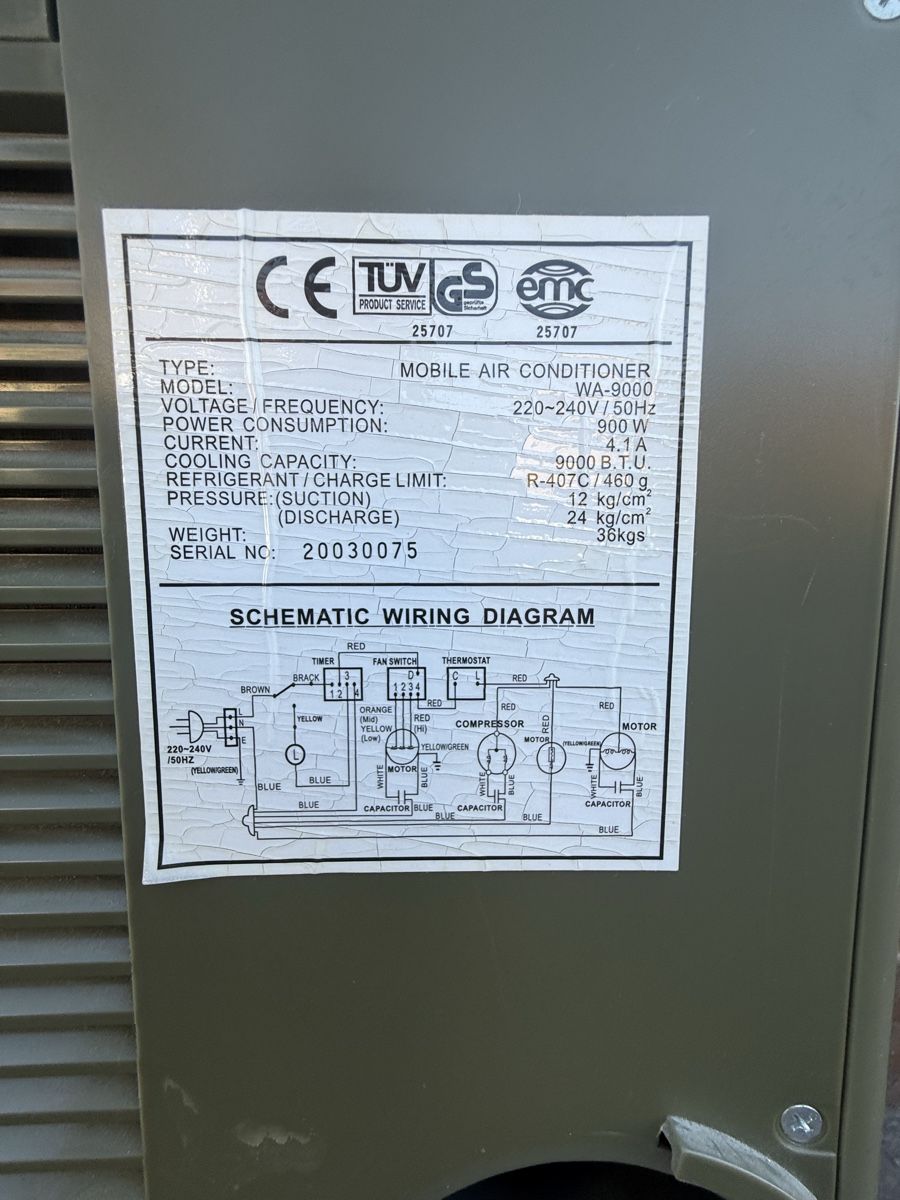 CE TÜV PRODUCT SERVICE GS geprüfte Sicherheit emc
25707 25707
TYPE: MOBILE AIR CONDITIONER
MODEL: WA-9000
VOLTAGE / FREQUENCY: 220~240V / 50Hz
POWER CONSUMPTION: 900 W
CURRENT: 4.1 A
COOLING CAPACITY: 9000 B.T.U.
REFRIGERANT / CHARGE LIMIT: R-407C / 460 g
PRESSURE:(SUCTION) 12 kg/cm²
(DISCHARGE) 24 kg/cm²
WEIGHT: 36kgs
SERIAL NO: 20030075
SCHEMATIC WIRING DIAGRAM
RED
TIMER FAN SWITCH THERMOSTAT
3 D C L RED
BRACK 1 2 4 1 2 3 4
BROWN RED
ORANGE (Mid) RED (Hi) RED RED RED
YELLOW (Low)
L N E YELLOW COMPRESSOR MOTOR MOTOR
220~240V /50HZ L YELLOW/GREEN (YELLOW/GREEN)
(YELLOW/GREEN) MOTOR
BLUE BLUE WHITE BLUE WHITE BLUE WHITE BLUE
BLUE CAPACITOR BLUE CAPACITOR CAPACITOR
BLUE BLUE
BLUE